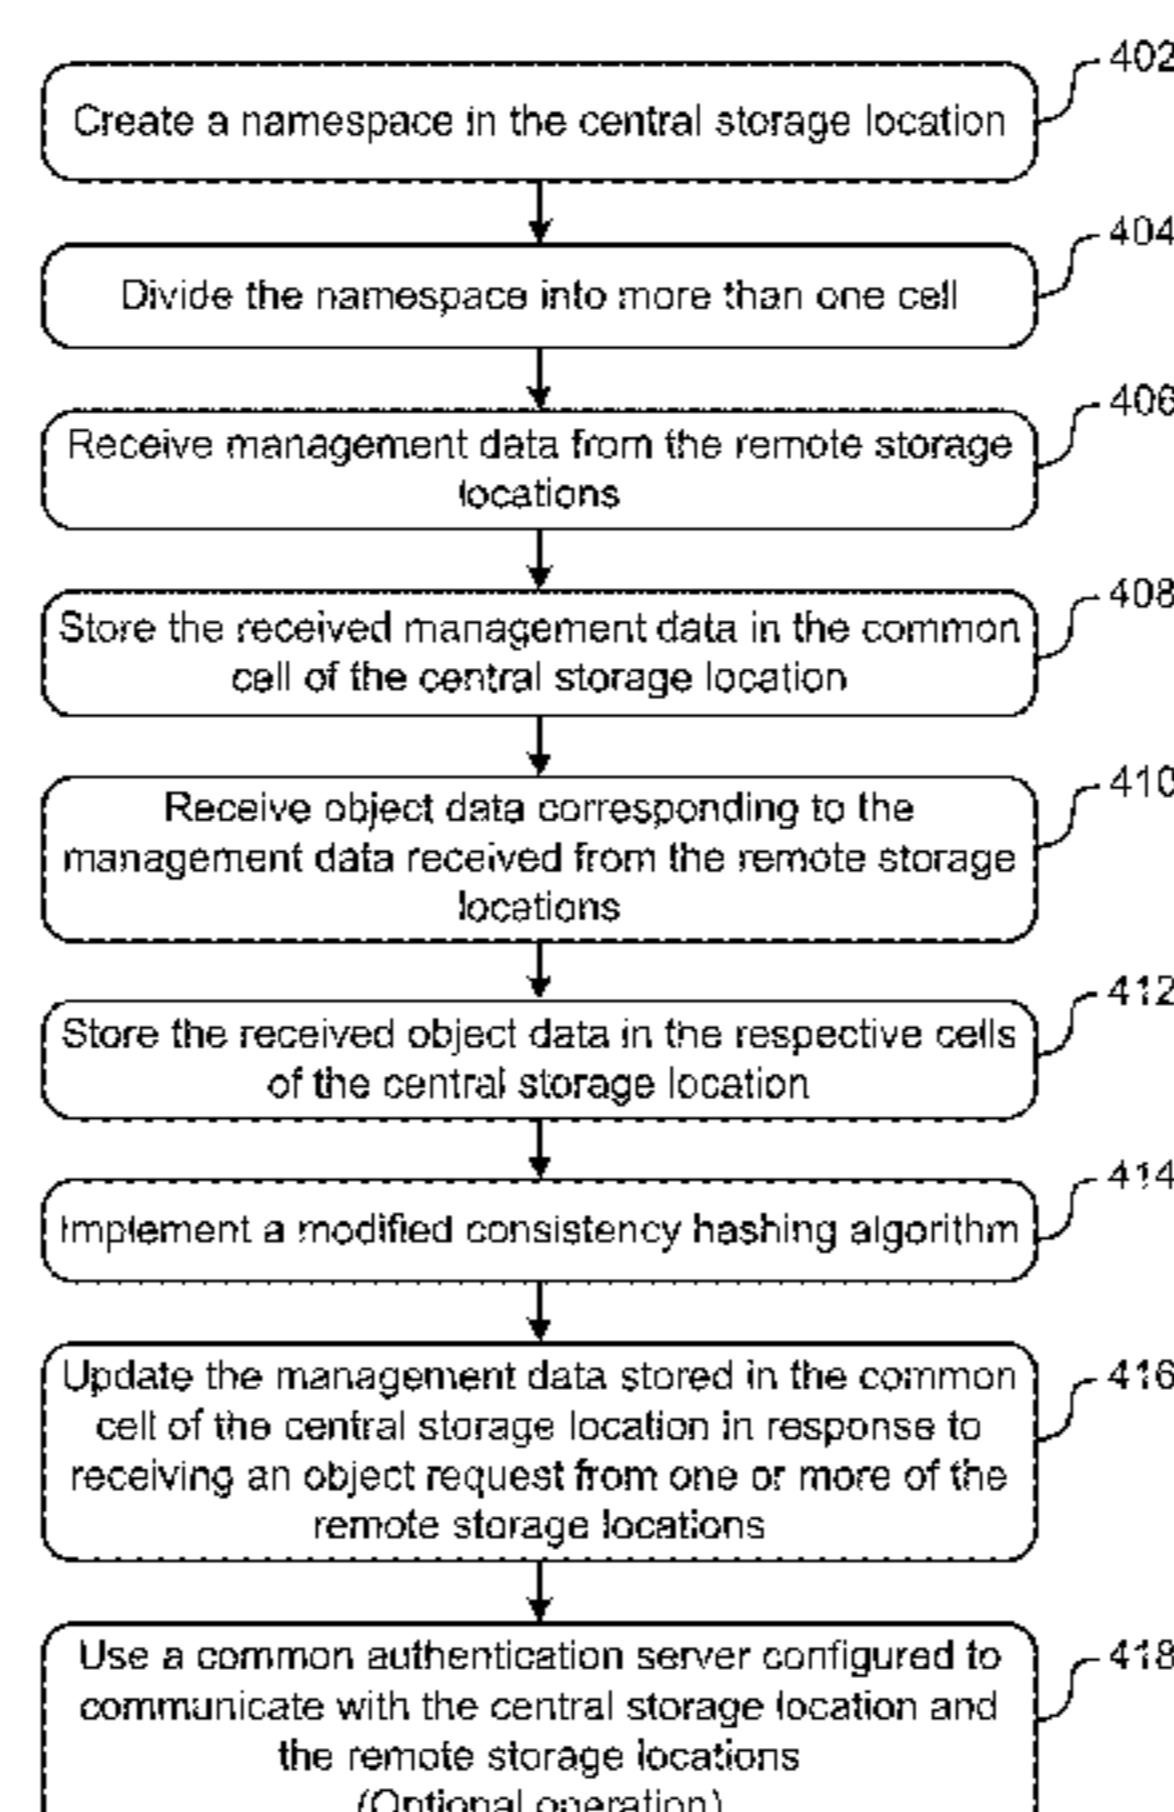 402
Create a namespace in the central storage location
404
Divide the namespace into more than one cell
406
Receive management data from the remote storage
locations
408
Store the received management data in the common
cell of the central storage location
410
Receive object data corresponding to the
management data received from the remote storage
locations
412
Store the received object data in the respective cells
of the central storage location
414
Implement a modified consistency hashing algorithm
416
Update the management data stored in the common
cell of the central storage location in response to
receiving an object request from one or more of the
remote storage locations
418
Use a common authentication server configured to
communicate with the central storage location and
the remote storage locations
(Optional operation)